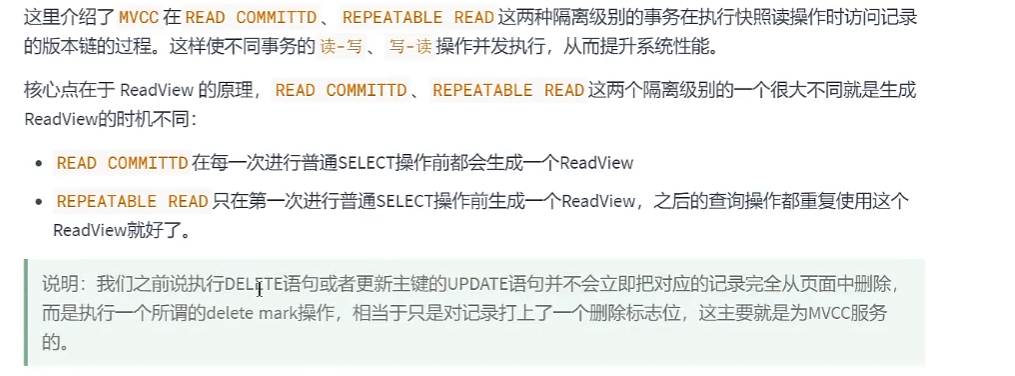 这里介绍了 MVCC 在 READ COMMITTD 、 REPEATABLE READ 这两种隔离级别的事务在执行快照读操作时访问记录
的版本链的过程。这样使不同事务的 读-写 、 写-读 操作并发执行，从而提升系统性能。
核心点在于 ReadView 的原理， READ COMMITTD 、 REPEATABLE READ 这两个隔离级别的一个很大不同就是生成
ReadView的时机不同：
• READ COMMITTD 在每一次进行普通SELECT操作前都会生成一个ReadView
• REPEATABLE READ 只在第一次进行普通SELECT操作前生成一个ReadView，之后的查询操作都重复使用这个
ReadView就好了。
说明：我们之前说执行DELETE语句或者更新主键的UPDATE语句并不会立即把对应的记录完全从页面中删除，
而是执行一个所谓的delete mark操作，相当于只是对记录打上了一个删除标志位，这主要就是为MVCC服务
的。